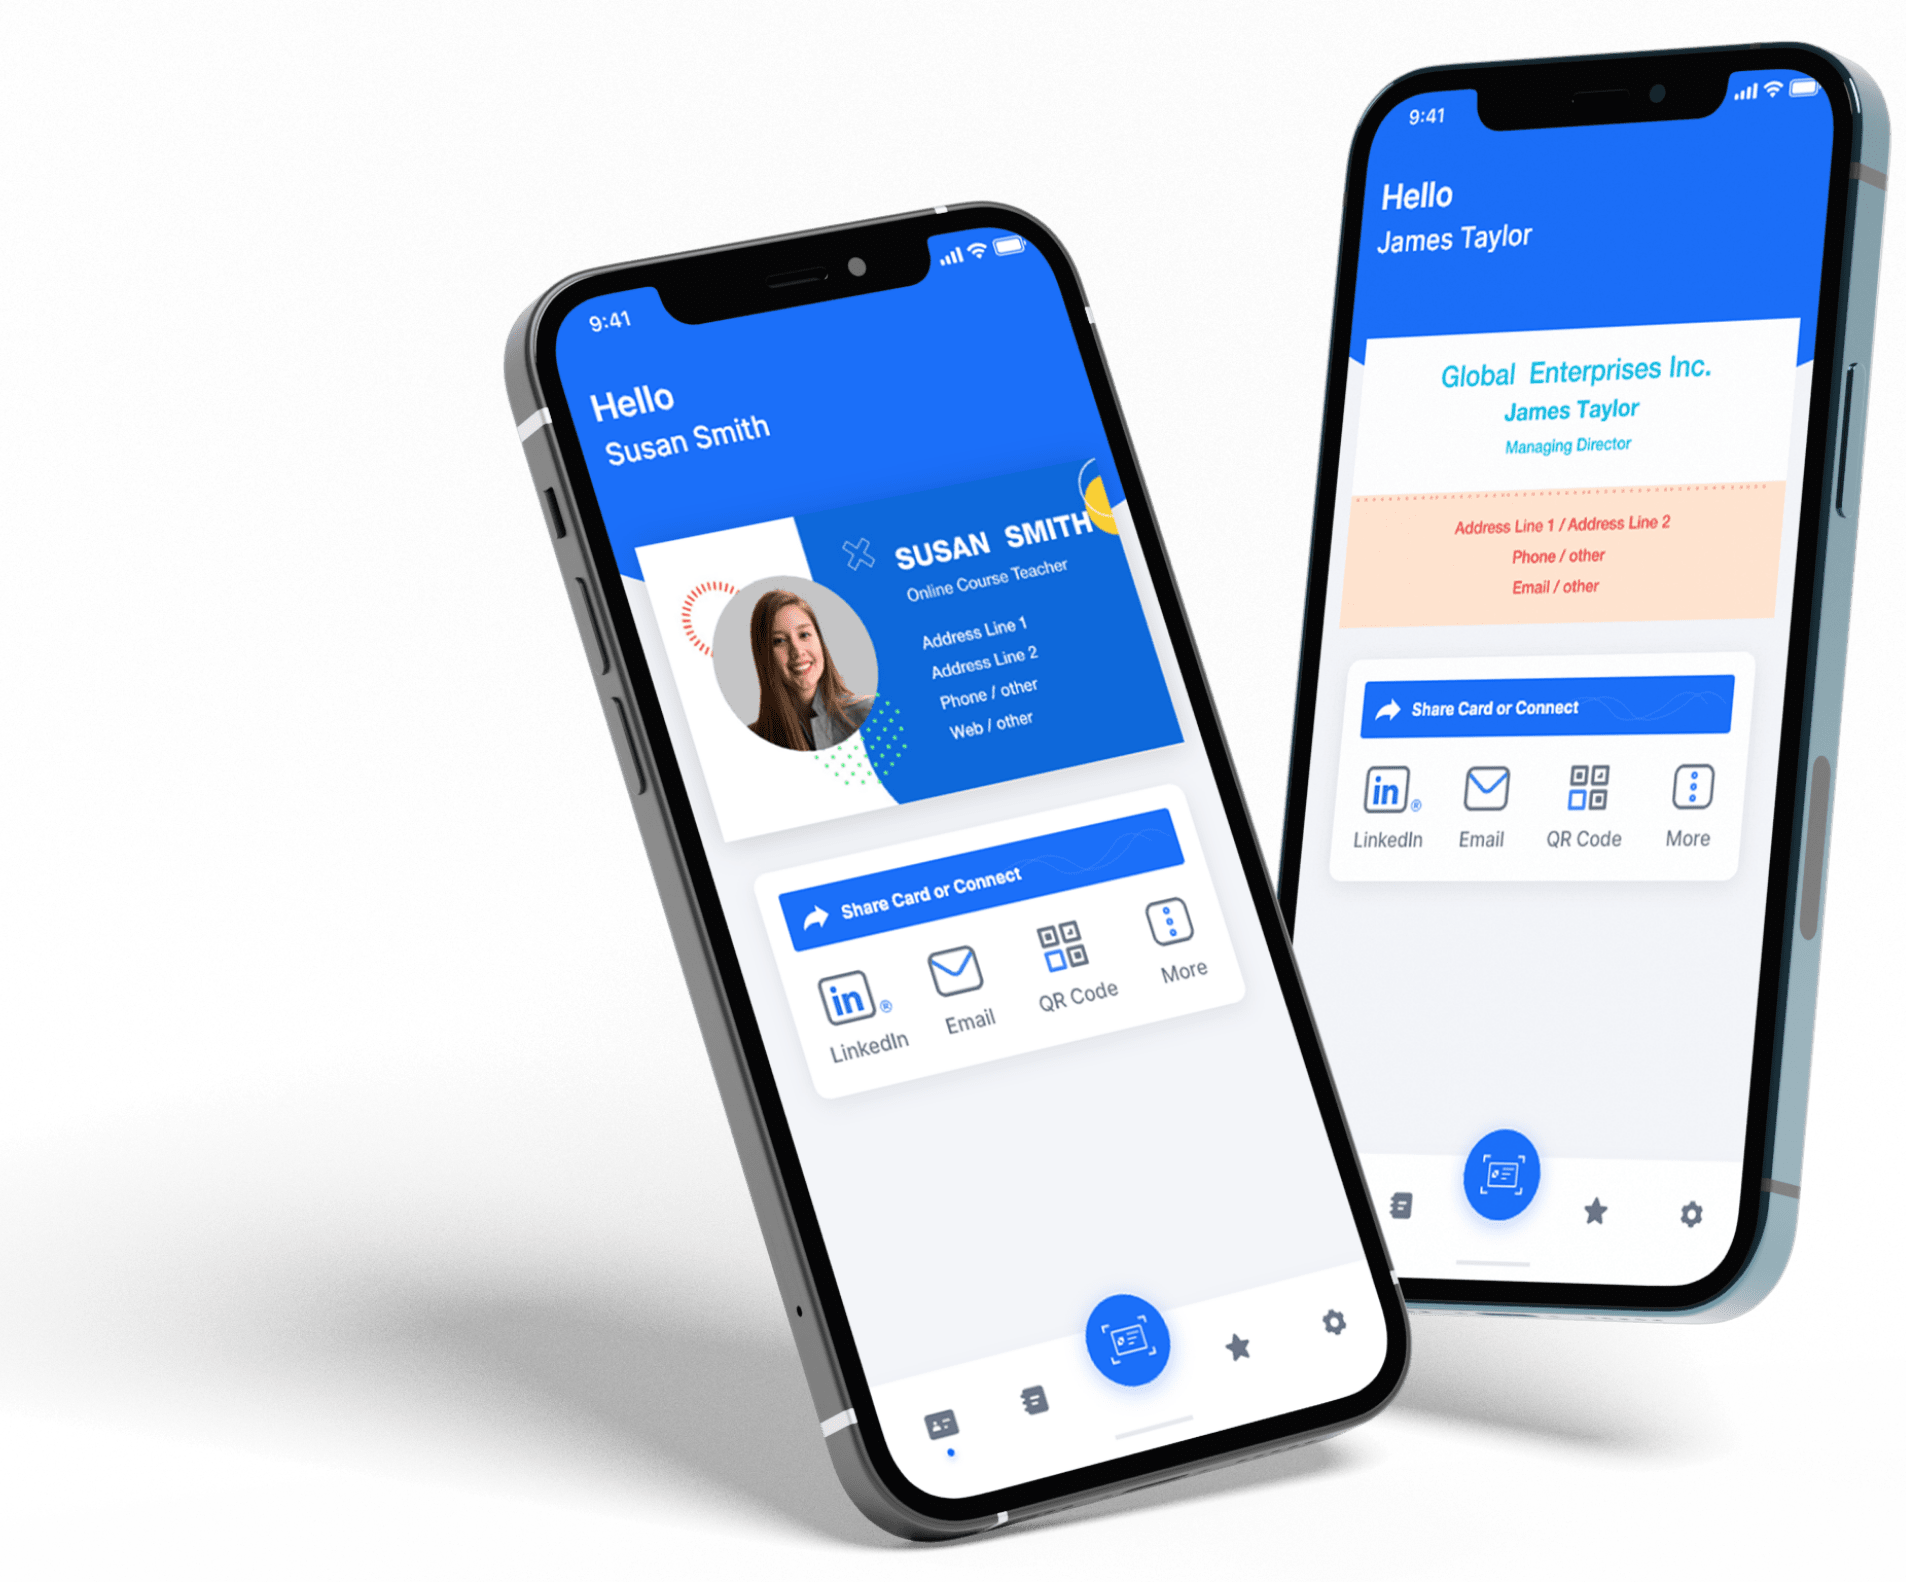 9:41
Hello
Susan Smith
SUSAN SMITH
Online Course Teacher
Address Line 1
Address Line 2
Phone / other
Web / other
Share Card or Connect
in ®
LinkedIn
Email
QR Code
More
9:41
Hello
James Taylor
Global Enterprises Inc.
James Taylor
Managing Director
Address Line 1 / Address Line 2
Phone / other
Email / other
Share Card or Connect
in ®
LinkedIn
Email
QR Code
More